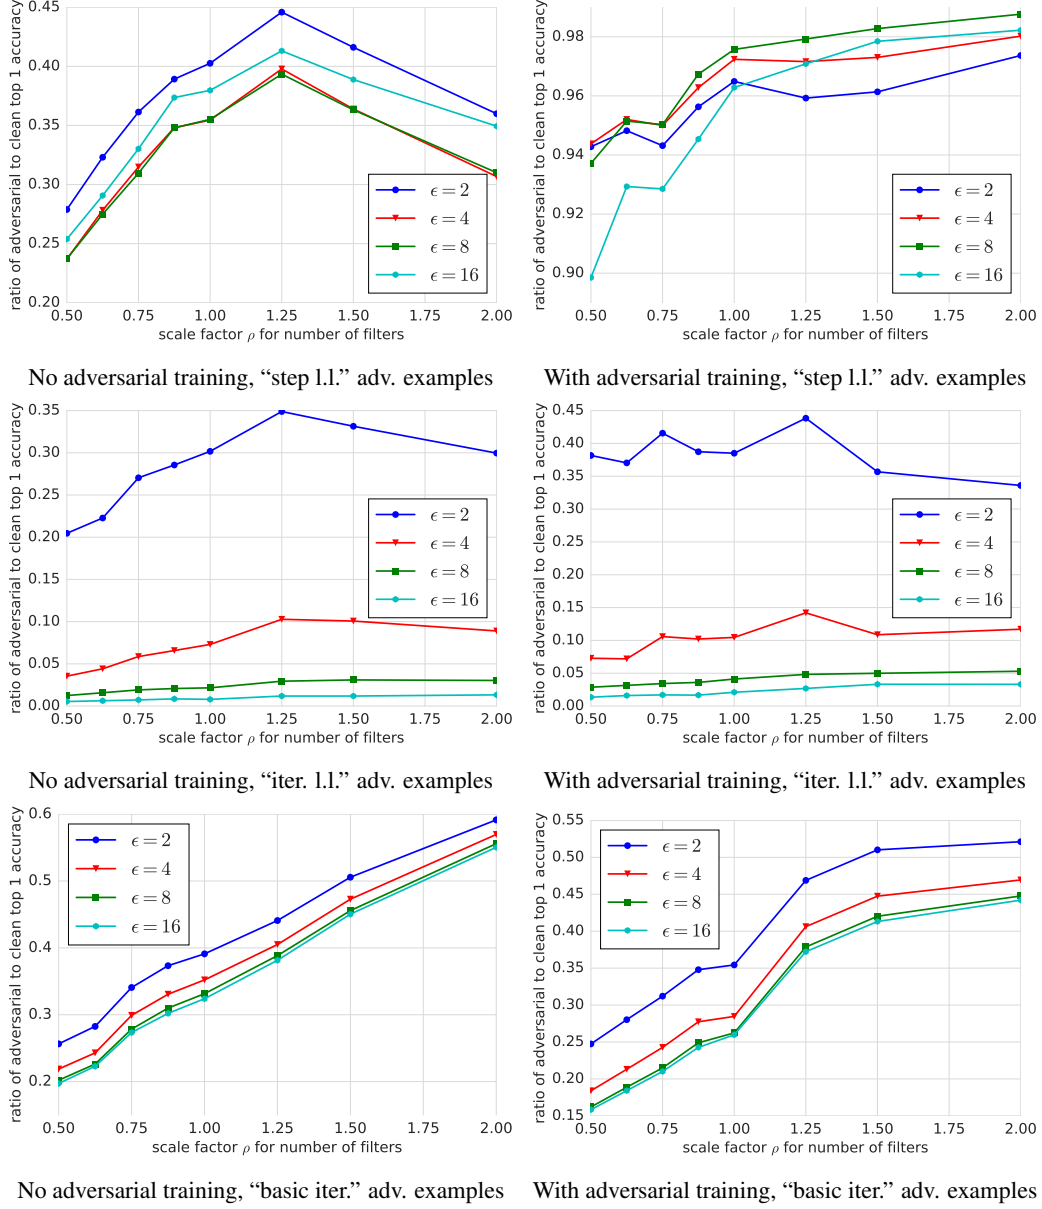 ratio of adversarial to clean top 1 accuracy
0.45
0.40
0.35
0.30
0.25
0.20
ϵ = 2
ϵ = 4
ϵ = 8
ϵ = 16
0.50 0.75 1.00 1.25 1.50 1.75 2.00
scale factor ρ for number of filters
No adversarial training, “step l.l.” adv. examples
ratio of adversarial to clean top 1 accuracy
0.98
0.96
0.94
0.92
0.90
ϵ = 2
ϵ = 4
ϵ = 8
ϵ = 16
0.50 0.75 1.00 1.25 1.50 1.75 2.00
scale factor ρ for number of filters
With adversarial training, “step l.l.” adv. examples
ratio of adversarial to clean top 1 accuracy
0.35
0.30
0.25
0.20
0.15
0.10
0.05
0.00
ϵ = 2
ϵ = 4
ϵ = 8
ϵ = 16
0.50 0.75 1.00 1.25 1.50 1.75 2.00
scale factor ρ for number of filters
No adversarial training, “iter. l.l.” adv. examples
ratio of adversarial to clean top 1 accuracy
0.45
0.40
0.35
0.30
0.25
0.20
0.15
0.10
0.05
0.00
ϵ = 2
ϵ = 4
ϵ = 8
ϵ = 16
0.50 0.75 1.00 1.25 1.50 1.75 2.00
scale factor ρ for number of filters
With adversarial training, “iter. l.l.” adv. examples
ratio of adversarial to clean top 1 accuracy
0.6
0.5
0.4
0.3
0.2
ϵ = 2
ϵ = 4
ϵ = 8
ϵ = 16
0.50 0.75 1.00 1.25 1.50 1.75 2.00
scale factor ρ for number of filters
No adversarial training, “basic iter.” adv. examples
ratio of adversarial to clean top 1 accuracy
0.55
0.50
0.45
0.40
0.35
0.30
0.25
0.20
0.15
ϵ = 2
ϵ = 4
ϵ = 8
ϵ = 16
0.50 0.75 1.00 1.25 1.50 1.75 2.00
scale factor ρ for number of filters
With adversarial training, “basic iter.” adv. examples